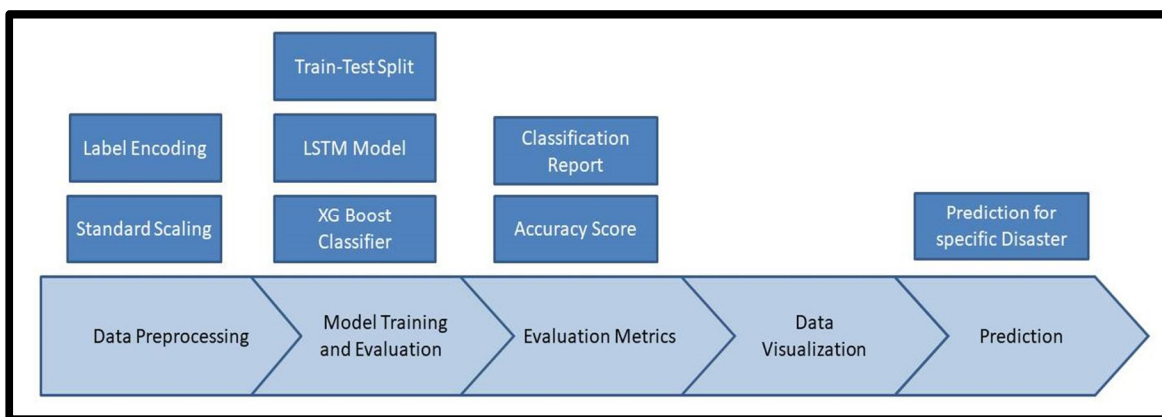 Train-Test Split
Label Encoding
LSTM Model
Classification
Report
Standard Scaling
XG Boost
Classifier
Accuracy Score
Prediction for
specific Disaster
Data Preprocessing
Model Training
and Evaluation
Evaluation Metrics
Data
Visualization
Prediction